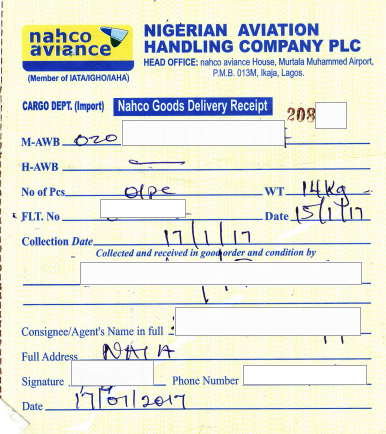 nahco
aviance
(Member of IATA/IGHO/IAHA)
NIGERIAN AVIATION
HANDLING COMPANY PLC
HEAD OFFICE: nahco aviance House, Murtala Muhammed Airport,
P.M.B. 013M, Ikaja, Lagos.
CARGO DEPT. (Import) Nahco Goods Delivery Receipt 208
M-AWB 020
H-AWB
No of Pcs 01pc WT 14kg
FLT. No Date 15/1/17
Collection Date 17/1/17
Collected and received in good order and condition by
Consignee/Agent's Name in full
Full Address NAIA
Signature Phone Number
Date 17/01/2017